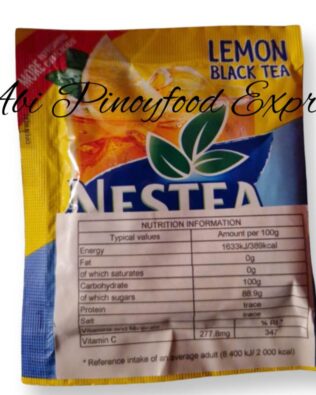 MORE
LEMON
BLACK TEA
Abi Pinoyfood Expr
NESTEA
NUTRITION INFORMATION
Typical values Amount per 100g
Energy 1633kJ/389kcal
Fat 0g
of which saturates 0g
Carbohydrate 100g
of which sugars 88.9g
Protein trace
Salt trace
% RI*
Vitamin C 277.8mg 347
* Reference intake of an average adult (8 400 kJ/ 2 000 kcal)